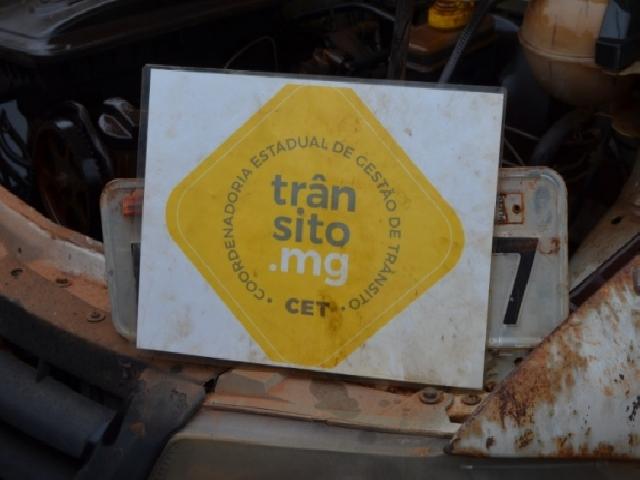 COORDENADORIA ESTADUAL DE GESTÃO DE TRÂNSITO
trân
sito
.mg
CET
7